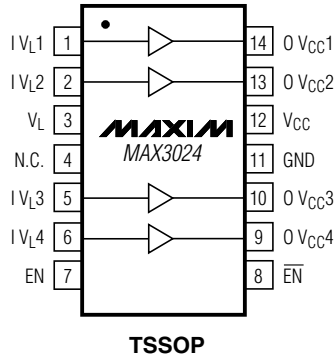 I VL1 1 14 O VCC1
I VL2 2 13 O VCC2
VL 3 12 VCC
MAXIM
N.C. 4 MAX3024 11 GND
I VL3 5 10 O VCC3
I VL4 6 9 O VCC4
EN 7 8 E̅N̅
TSSOP